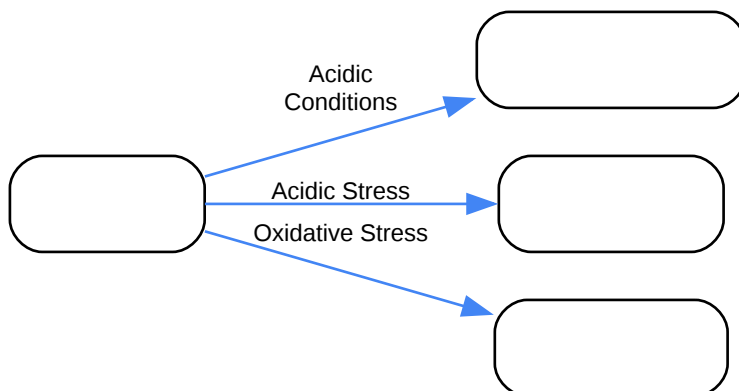 Acidic
Conditions
Acidic Stress
Oxidative Stress